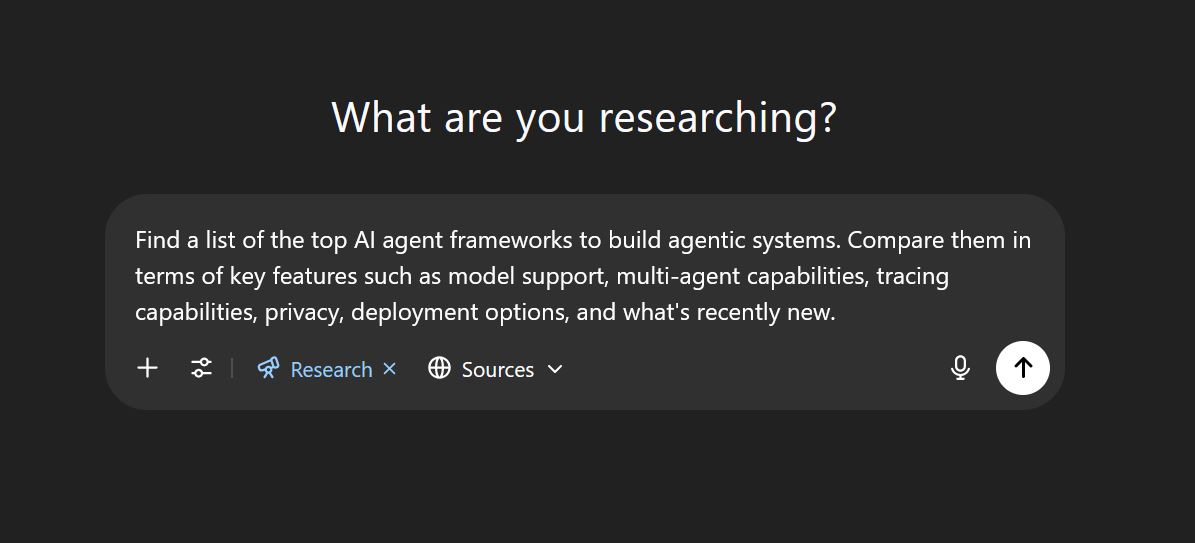 What are you researching?
Find a list of the top AI agent frameworks to build agentic systems. Compare them in
terms of key features such as model support, multi-agent capabilities, tracing
capabilities, privacy, deployment options, and what's recently new.
Research Sources